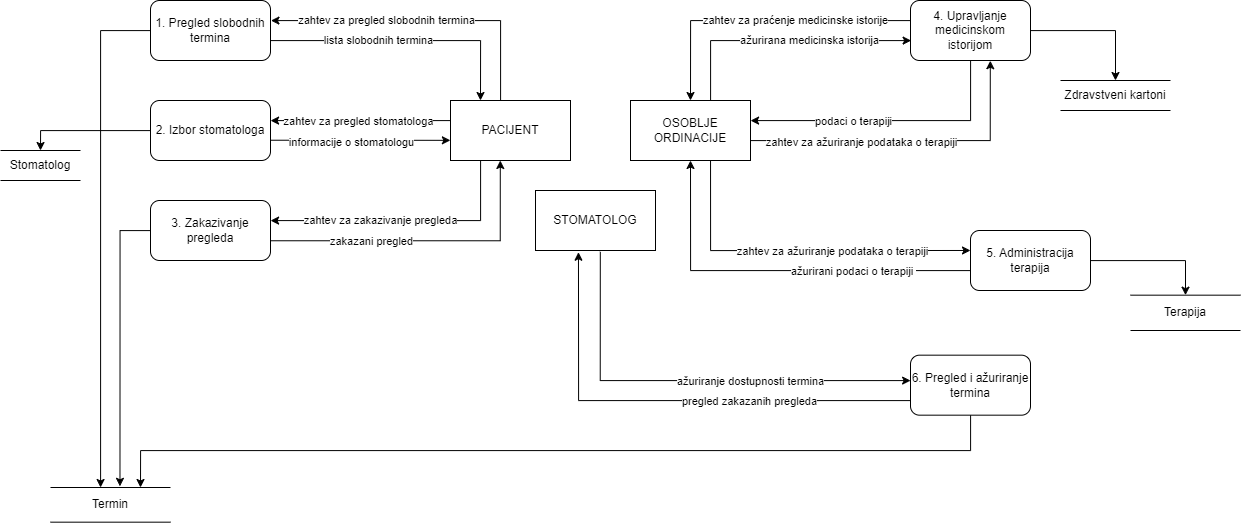 1. Pregled slobodnih
termina
zahtev za pregled slobodnih termina
lista slobodnih termina
2. Izbor stomatologa
zahtev za pregled stomatologa
informacije o stomatologu
PACIJENT
Stomatolog
3. Zakazivanje
pregleda
zahtev za zakazivanje pregleda
zakazani pregled
zahtev za praćenje medicinske istorije
ažurirana medicinska istorija
4. Upravljanje
medicinskom
istorijom
Zdravstveni kartoni
OSOBLJE
ORDINACIJE
podaci o terapiji
zahtev za ažuriranje podataka o terapiji
STOMATOLOG
zahtev za ažuriranje podataka o terapiji
ažurirani podaci o terapiji
5. Administracija
terapija
Terapija
ažuriranje dostupnosti termina
pregled zakazanih pregleda
6. Pregled i ažuriranje
termina
Termin